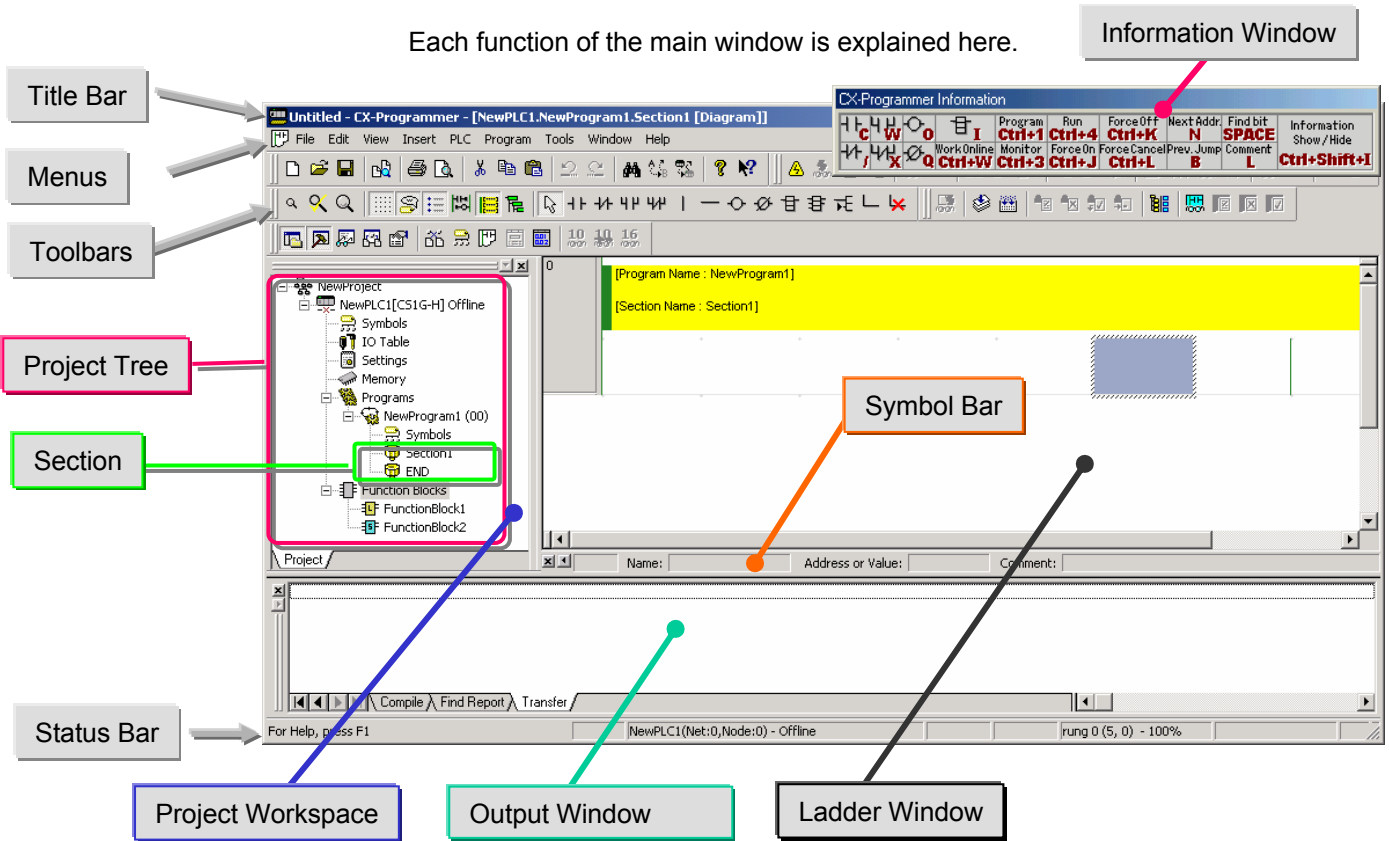 Each function of the main window is explained here.
Information Window
Title Bar
Untitled - CX-Programmer - [NewPLC1.NewProgram1.Section1 [Diagram]]
CX-Programmer Information
C W O I Program Ctrl+1 Run Ctrl+4 Force Off Ctrl+K Next Addr. N Find bit SPACE Information Show / Hide
/ X Q Work Online Ctrl+W Monitor Ctrl+3 Force On Ctrl+J Force Cancel Ctrl+L Prev. Jump B Comment L Ctrl+Shift+I
Menus
File Edit View Insert PLC Program Tools Window Help
Toolbars
10 10 16
NewProject
NewPLC1[CS1G-H] Offline
Symbols
IO Table
Settings
Memory
Programs
NewProgram1 (00)
Symbols
Section1
END
Function Blocks
FunctionBlock1
FunctionBlock2
Project
0
[Program Name : NewProgram1]
[Section Name : Section1]
Project Tree
Section
Symbol Bar
Name: Address or Value: Comment:
Compile Find Report Transfer
Status Bar
For Help, press F1 NewPLC1(Net:0,Node:0) - Offline rung 0 (5, 0) - 100%
Project Workspace
Output Window
Ladder Window